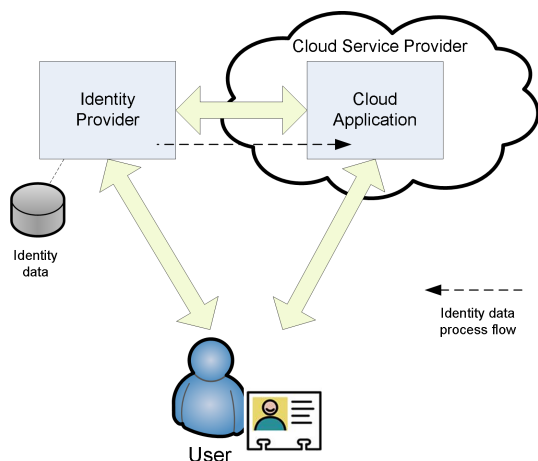 Cloud Service Provider
Identity
Provider
Cloud
Application
Identity
data
Identity data
process flow
User